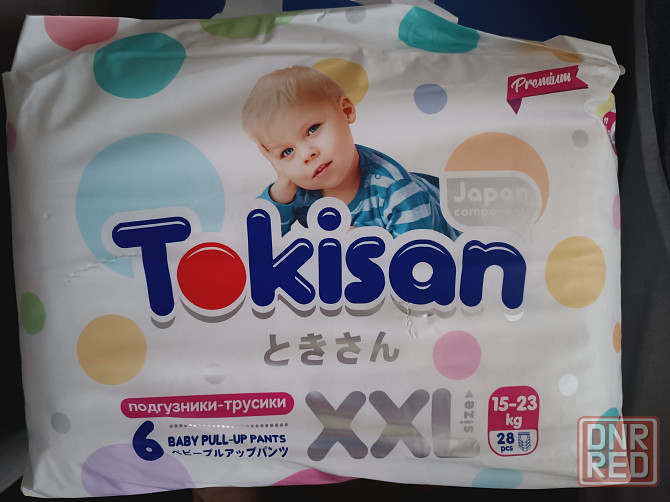 Premium
Japan
company
Tokisan
ときさん
подгузники-трусики
6
BABY PULL-UP PANTS
ベビープルアップパンツ
XXL
size
15-23
kg
28
pcs
DNR
RED